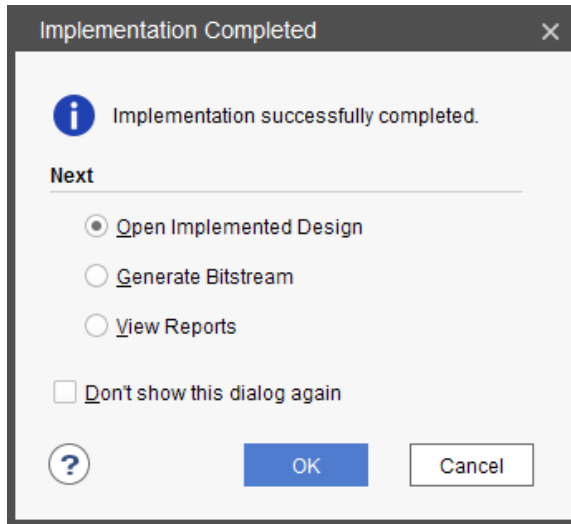 Implementation Completed
Implementation successfully completed.
Next
Open Implemented Design
Generate Bitstream
View Reports
Don't show this dialog again
?
OK
Cancel